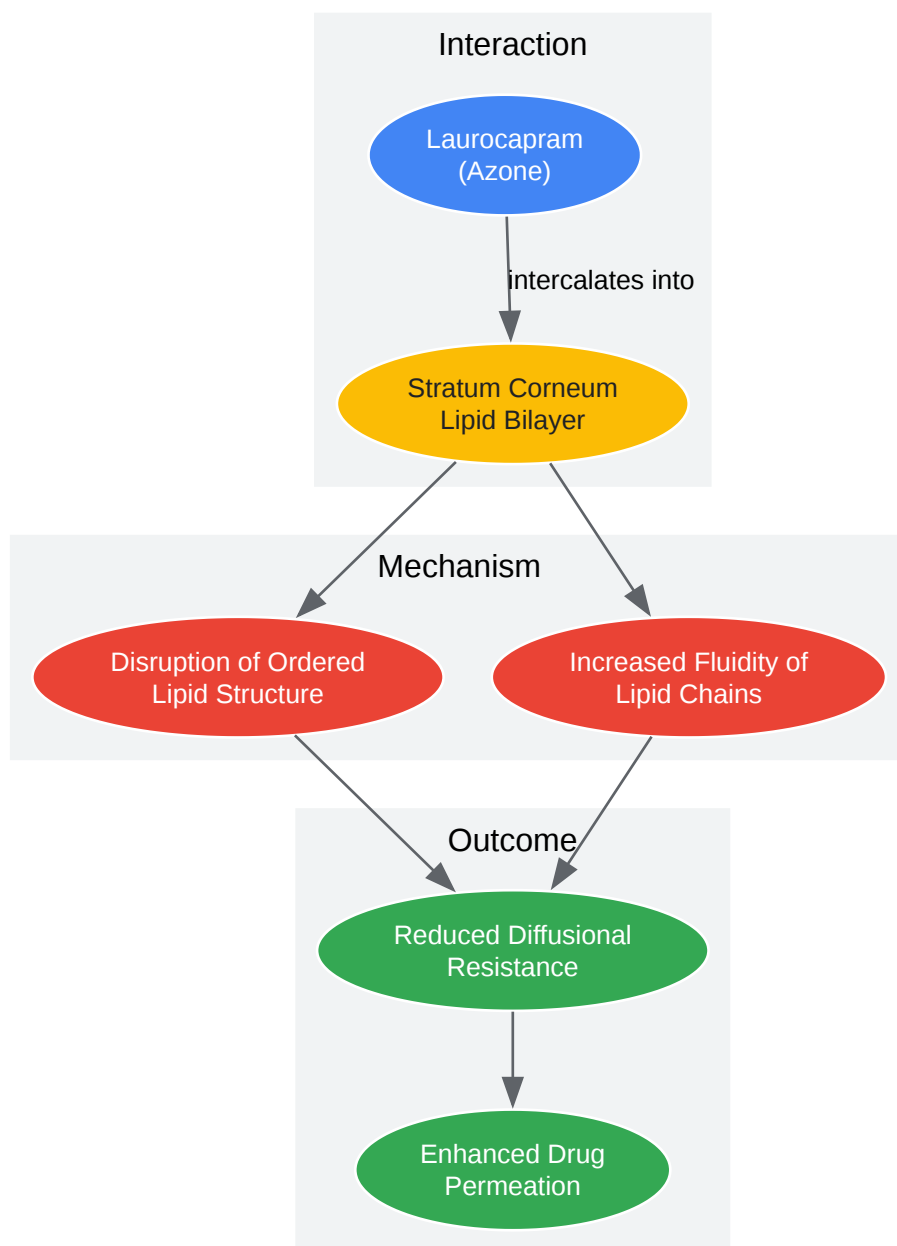 Interaction
Laurocapram
(Azone)
intercalates into
Stratum Corneum
Lipid Bilayer
Mechanism
Disruption of Ordered
Lipid Structure
Increased Fluidity of
Lipid Chains
Outcome
Reduced Diffusional
Resistance
Enhanced Drug
Permeation